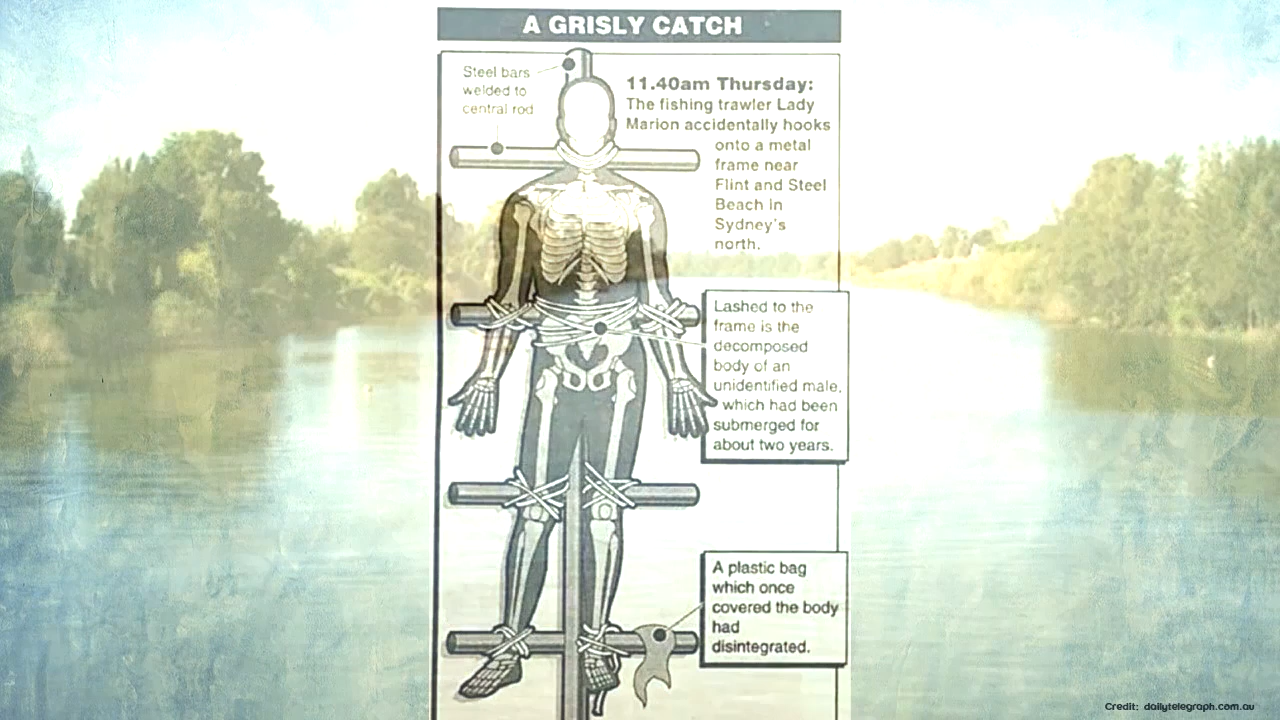 A GRISLY CATCH
Steel bars
welded to
central rod
11.40am Thursday:
The fishing trawler Lady
Marion accidentally hooks
onto a metal
frame near
Flint and Steel
Beach in
Sydney's
north.
Lashed to the
frame is the
decomposed
body of an
unidentified male,
which had been
submerged for
about two years.
A plastic bag
which once
covered the body
had
disintegrated.
Credit: dailytelegraph.com.au